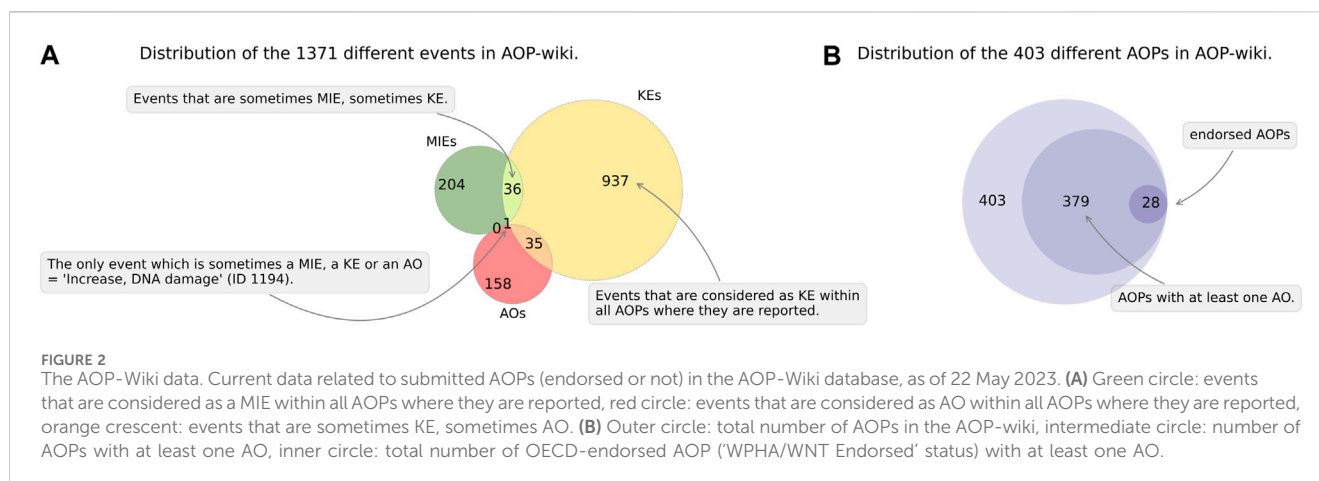 A
Distribution of the 1371 different events in AOP-wiki.
Events that are sometimes MIE, sometimes KE.
KEs
MIEs
204
36
937
0
1
35
The only event which is sometimes a MIE, a KE or an AO
= 'Increase, DNA damage' (ID 1194).
158
AOs
Events that are considered as KE within
all AOPs where they are reported.
B
Distribution of the 403 different AOPs in AOP-wiki.
endorsed AOPs
403
379
28
AOPs with at least one AO.
FIGURE 2
The AOP-Wiki data. Current data related to submitted AOPs (endorsed or not) in the AOP-Wiki database, as of 22 May 2023. (A) Green circle: events
that are considered as a MIE within all AOPs where they are reported, red circle: events that are considered as AO within all AOPs where they are reported,
orange crescent: events that are sometimes KE, sometimes AO. (B) Outer circle: total number of AOPs in the AOP-wiki, intermediate circle: number of
AOPs with at least one AO, inner circle: total number of OECD-endorsed AOP ('WPHA/WNT Endorsed' status) with at least one AO.